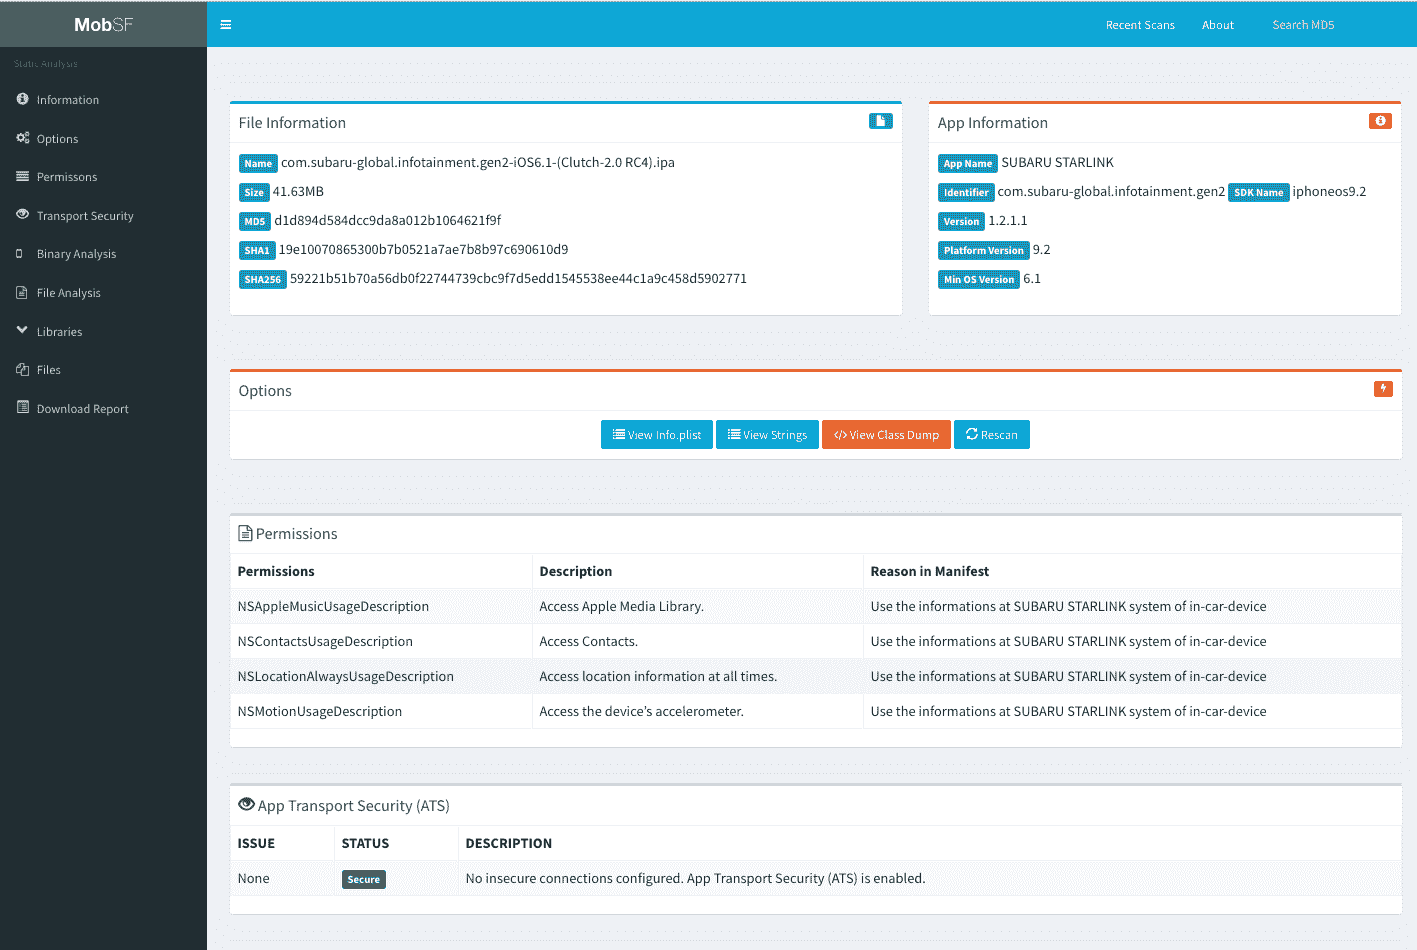 MobSF
Recent Scans About Search MD5
Static Analysis
Information
Options
Permissons
Transport Security
Binary Analysis
File Analysis
Libraries
Files
Download Report
File Information
Name com.subaru-global.infotainment.gen2-iOS6.1-(Clutch-2.0 RC4).ipa
Size 41.63MB
MD5 d1d894d584dcc9da8a012b1064621f9f
SHA1 19e10070865300b7b0521a7ae7b8b97c690610d9
SHA256 59221b51b70a56db0f22744739cbc9f7d5edd1545538ee44c1a9c458d5902771
App Information
App Name SUBARU STARLINK
Identifier com.subaru-global.infotainment.gen2 SDK Name iphoneos9.2
Version 1.2.1.1
Platform Version 9.2
Min OS Version 6.1
Options
View Info.plist View Strings </> View Class Dump Rescan
Permissions
Permissions Description Reason in Manifest
NSAppleMusicUsageDescription Access Apple Media Library. Use the informations at SUBARU STARLINK system of in-car-device
NSContactsUsageDescription Access Contacts. Use the informations at SUBARU STARLINK system of in-car-device
NSLocationAlwaysUsageDescription Access location information at all times. Use the informations at SUBARU STARLINK system of in-car-device
NSMotionUsageDescription Access the device’s accelerometer. Use the informations at SUBARU STARLINK system of in-car-device
App Transport Security (ATS)
ISSUE STATUS DESCRIPTION
None Secure No insecure connections configured. App Transport Security (ATS) is enabled.